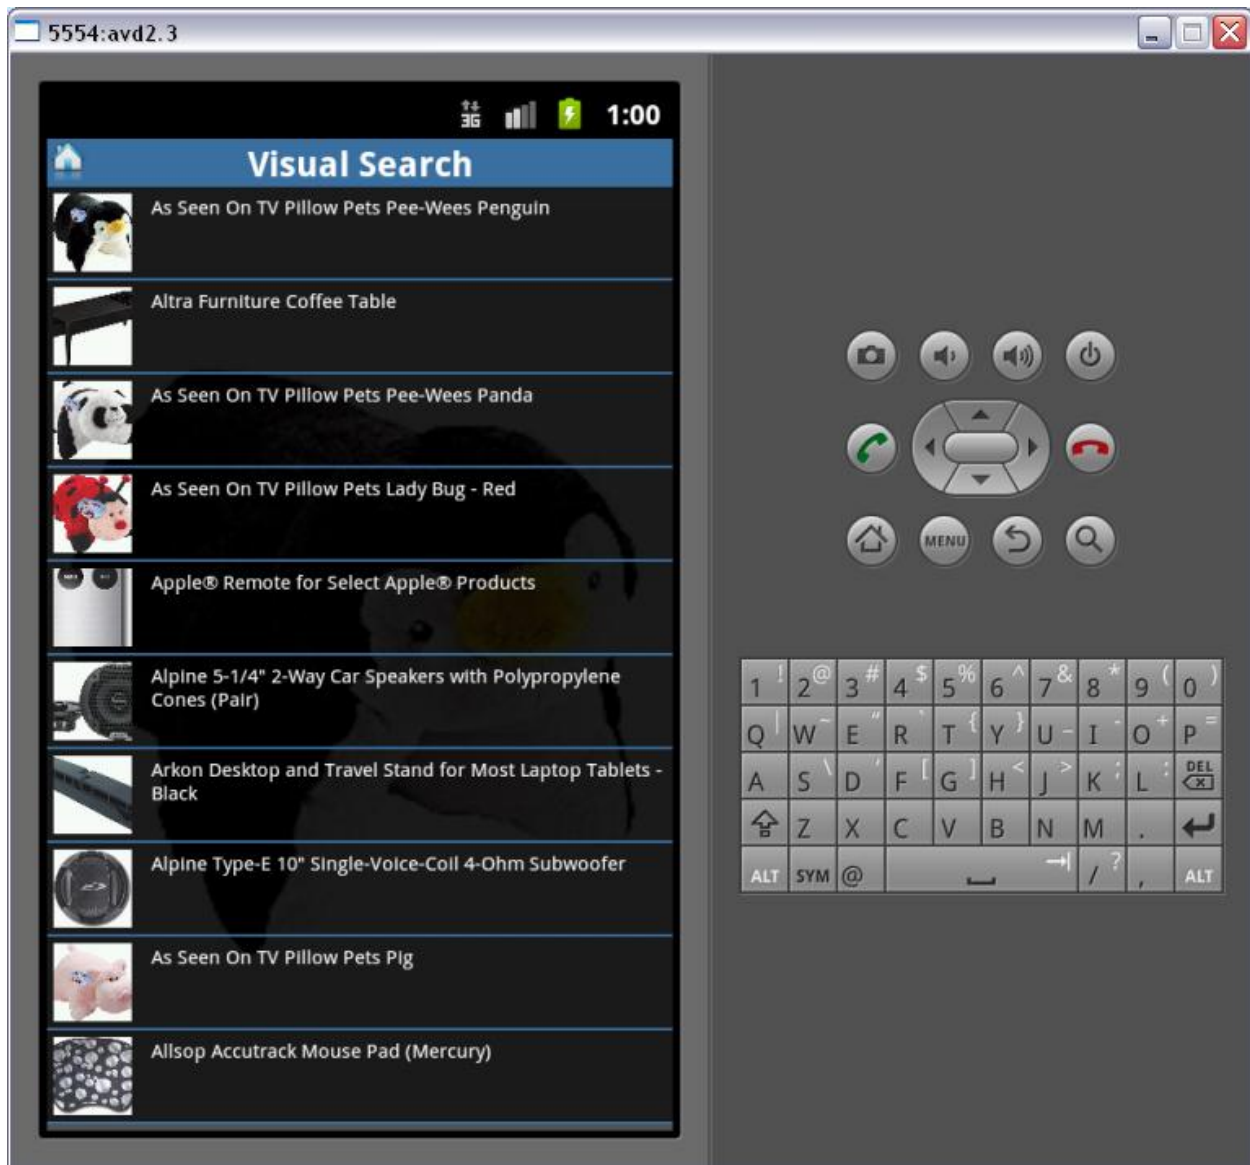 5554:avd2.3
3G 1:00
Visual Search
As Seen On TV Pillow Pets Pee-Wees Penguin
Altra Furniture Coffee Table
As Seen On TV Pillow Pets Pee-Wees Panda
As Seen On TV Pillow Pets Lady Bug - Red
Apple® Remote for Select Apple® Products
Alpine 5-1/4" 2-Way Car Speakers with Polypropylene
Cones (Pair)
Arkon Desktop and Travel Stand for Most Laptop Tablets -
Black
Alpine Type-E 10" Single-Voice-Coil 4-Ohm Subwoofer
As Seen On TV Pillow Pets Pig
Allsop Accutrack Mouse Pad (Mercury)
MENU
1 ! 2 @ 3 # 4 $ 5 % 6 ^ 7 & 8 * 9 ( 0 )
Q | W ~ E " R ` T { Y } U _ I - O + P =
A S \ D ' F [ G ] H < J > K ; L : DEL
Z X C V B N M .
ALT SYM @ / ? , ALT